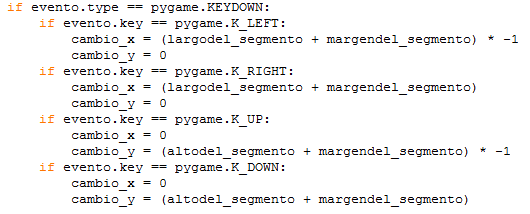 if evento.type == pygame.KEYDOWN:
    if evento.key == pygame.K_LEFT:
        cambio_x = (largodel_segmento + margendel_segmento) * -1
        cambio_y = 0
    if evento.key == pygame.K_RIGHT:
        cambio_x = (largodel_segmento + margendel_segmento)
        cambio_y = 0
    if evento.key == pygame.K_UP:
        cambio_x = 0
        cambio_y = (altodel_segmento + margendel_segmento) * -1
    if evento.key == pygame.K_DOWN:
        cambio_x = 0
        cambio_y = (altodel_segmento + margendel_segmento)